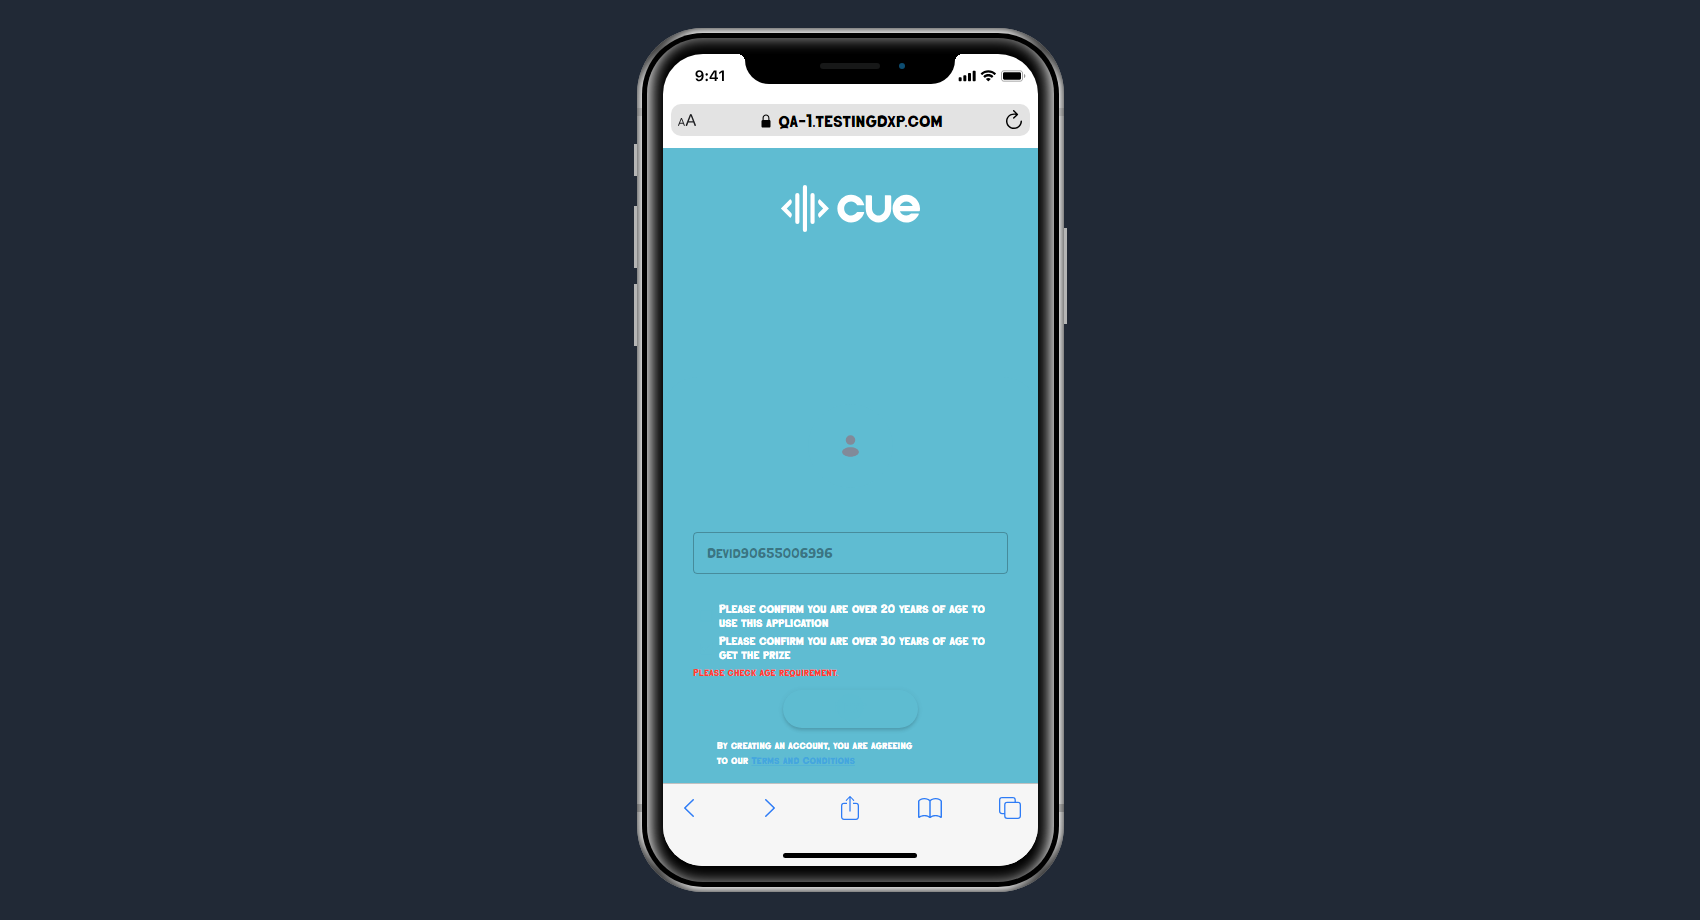 9:41
AA
QA-1.TESTINGDXP.COM
cue
Devid90655006996
Please confirm you are over 20 years of age to
use this application
Please confirm you are over 30 years of age to
get the prize
Please check age requirement
By creating an account, you are agreeing
to our Terms and Conditions